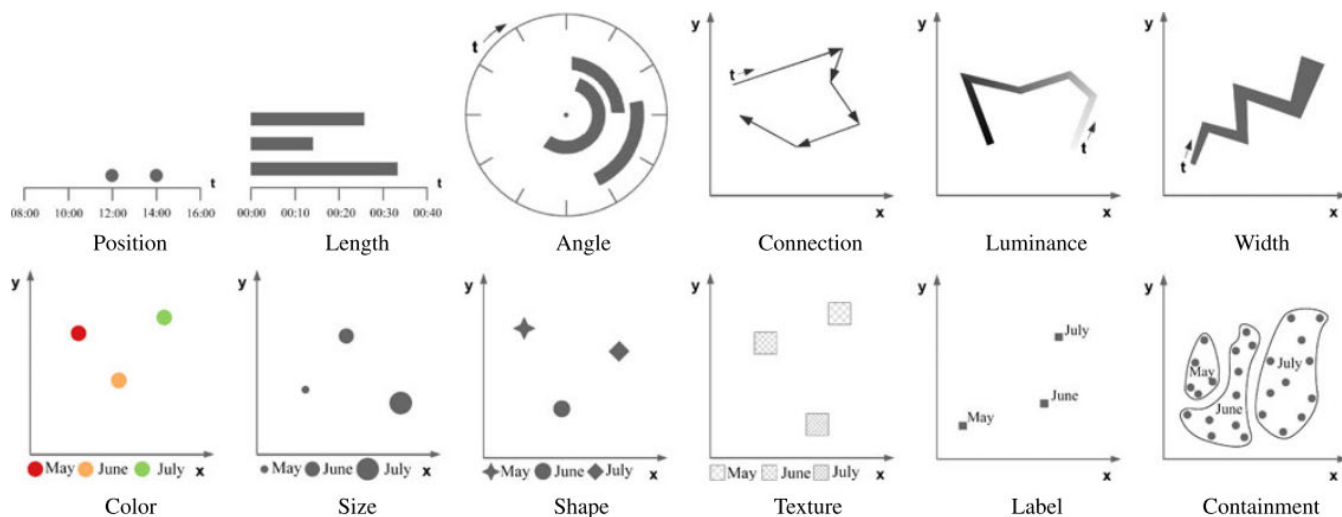 t
08:00 10:00 12:00 14:00 16:00
Position
t
00:00 00:10 00:20 00:30 00:40
Length
t
Angle
y
t
x
Connection
y
t
x
Luminance
y
t
x
Width
y
x
May June July
Color
y
x
May June July
Size
y
x
May June July
Shape
y
x
May June July
Texture
y
July
June
May
x
Label
y
May
July
June
x
Containment